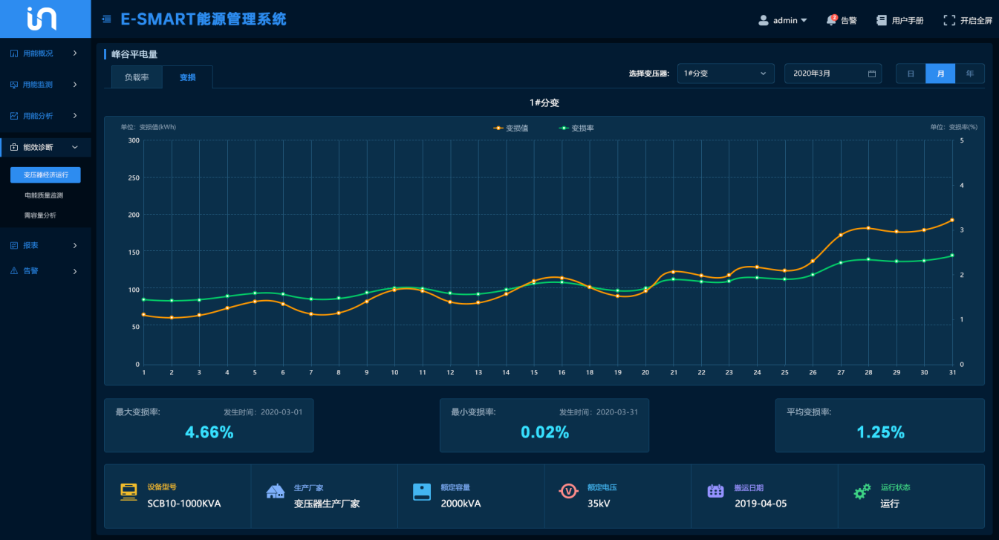 in
E-SMART能源管理系统
admin
2
告警
用户手册
开启全屏
用能概况
用能监测
用能分析
能效诊断
变压器经济运行
电能质量监测
需容量分析
报表
告警
峰谷平电量
负载率
变损
选择变压器:
1#分变
2020年3月
日
月
年
1#分变
单位: 变损值(kWh)
变损值
变损率
单位: 变损率(%)
300
250
200
150
100
50
0
5
4
3
2
1
0
1 2 3 4 5 6 7 8 9 10 11 12 13 14 15 16 18 19 20 21 22 23 24 25 26 27 28 29 30 31
最大变损率:
发生时间: 2020-03-01
4.66%
最小变损率:
发生时间: 2020-03-31
0.02%
平均变损率:
1.25%
设备型号
SCB10-1000KVA
生产厂家
变压器生产厂家
额定容量
2000kVA
V
额定电压
35kV
搬运日期
2019-04-05
运行状态
运行